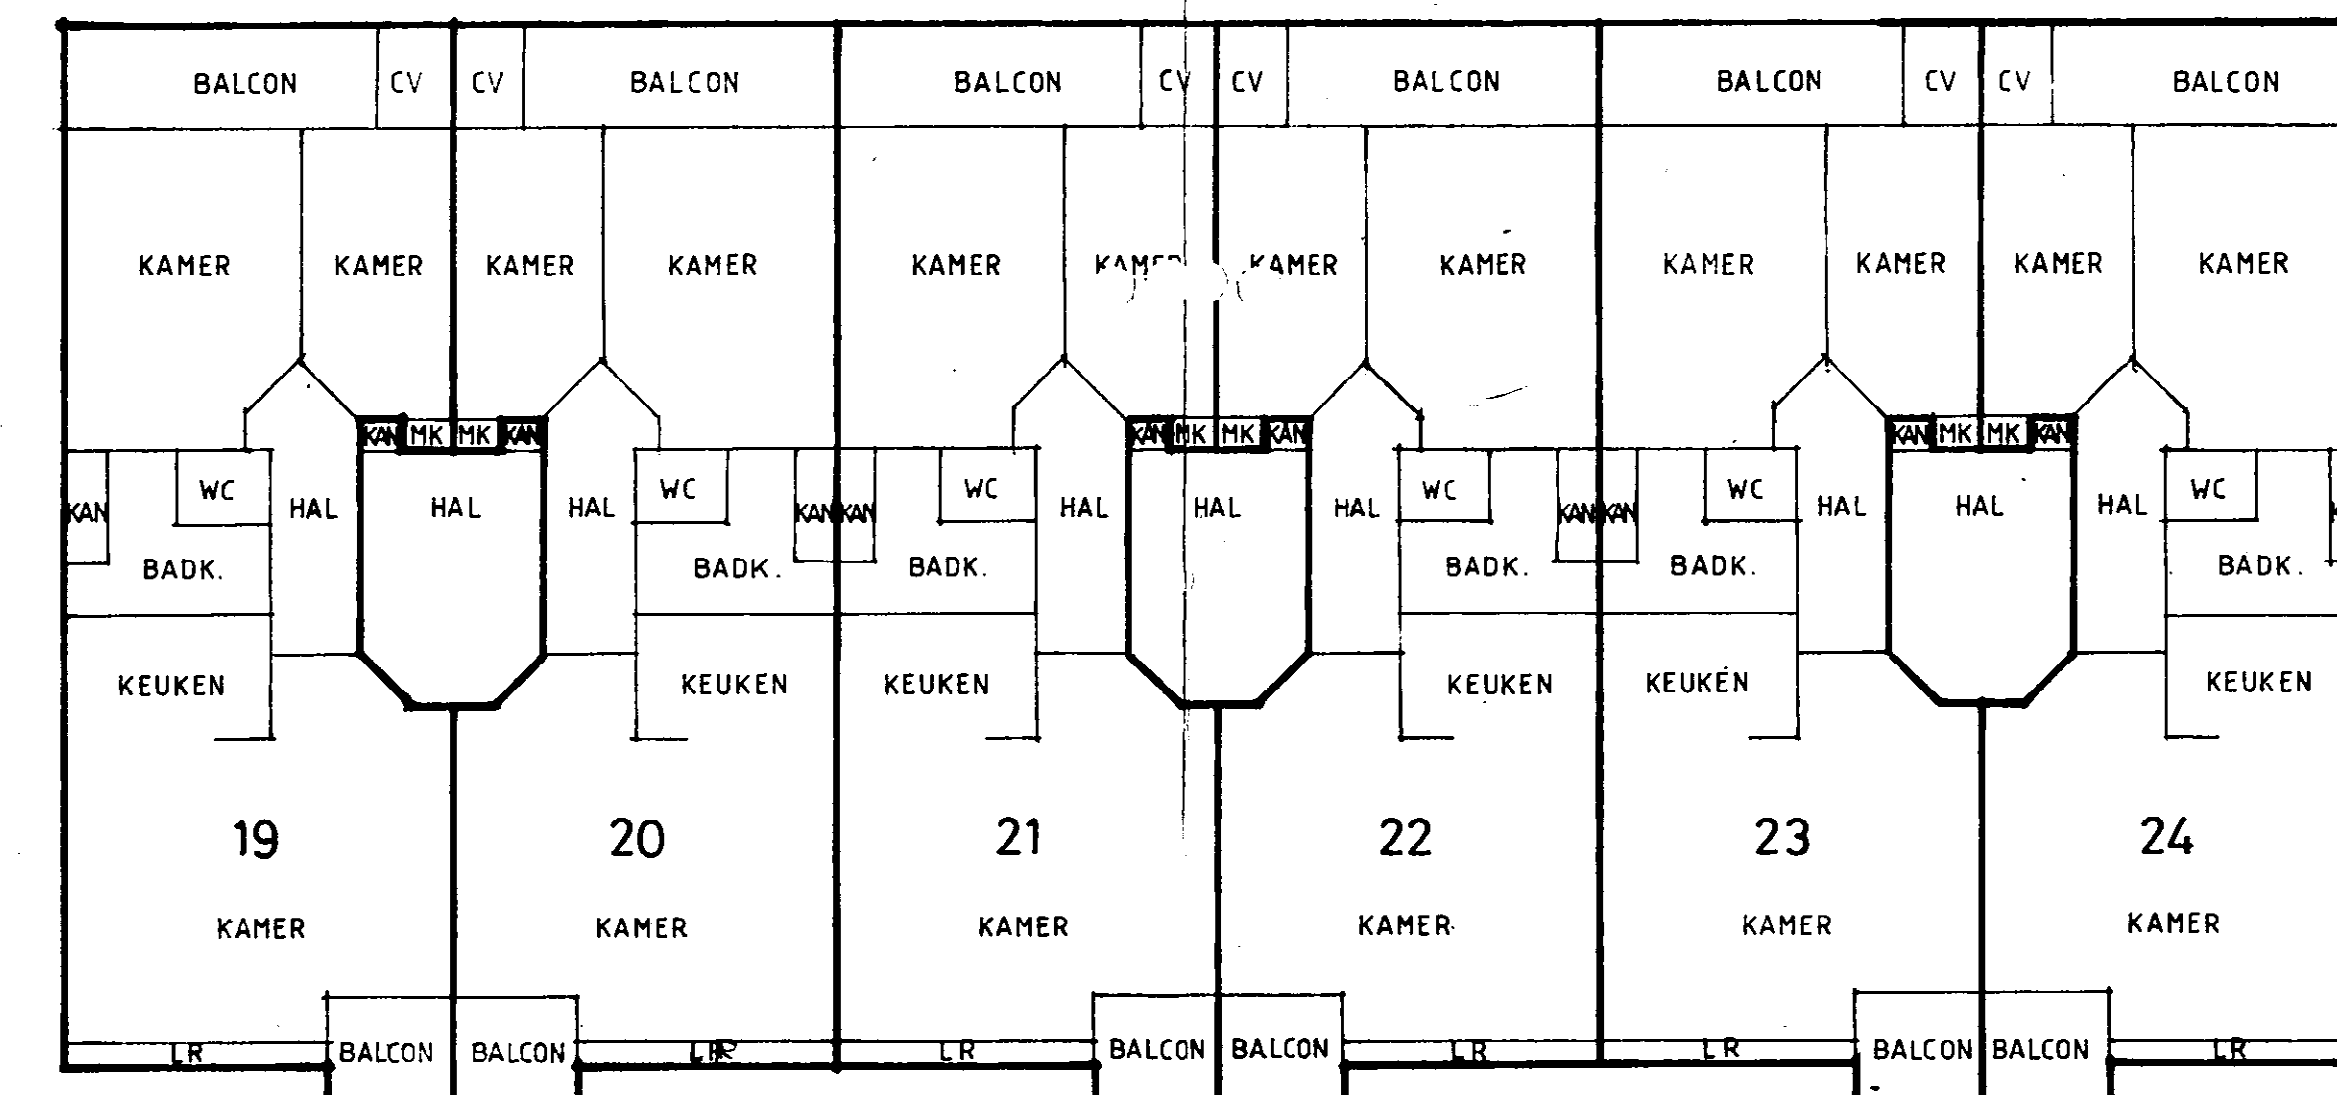 BALCON CV CV BALCON BALCON CV CV BALCON BALCON CV CV BALCON
KAMER KAMER KAMER KAMER KAMER KAMER KAMER KAMER KAMER KAMER KAMER KAMER
KAN MK MK KAN KAN MK MK KAN KAN MK MK KAN
WC WC WC WC WC WC
KAN HAL HAL HAL KAN KAN HAL HAL HAL KAN KAN HAL HAL HAL
BADK. BADK. BADK. BADK. BADK. BADK.
KEUKEN KEUKEN KEUKEN KEUKEN KEUKEN KEUKEN
19 20 21 22 23 24
KAMER KAMER KAMER KAMER KAMER KAMER
LR BALCON BALCON LR LR BALCON BALCON LR LR BALCON BALCON LR